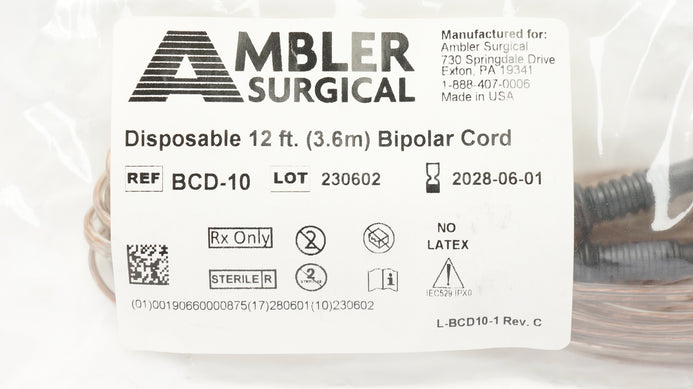 AMBLER
SURGICAL
Manufactured for:
Ambler Surgical
730 Springdale Drive
Exton, PA 19341
1-888-407-0006
Made in USA
Disposable 12 ft. (3.6m) Bipolar Cord
REF BCD-10 LOT 230602 2028-06-01
Rx Only 2 NO
LATEX
STERILE R 2 i
IEC529 IPX0
(01)00190660000875(17)280601(10)230602
L-BCD10-1 Rev. C